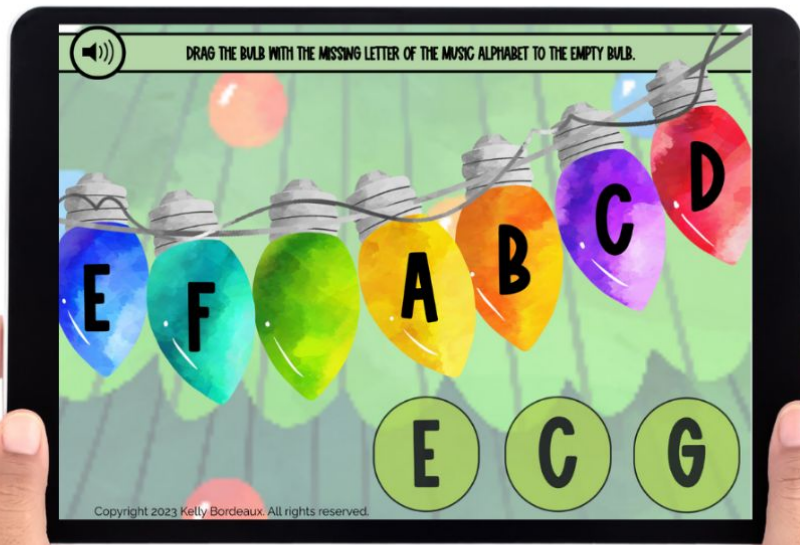 DRAG THE BULB WITH THE MISSING LETTER OF THE MUSIC ALPHABET TO THE EMPTY BULB.
E F A B C D
E C G
Copyright 2023 Kelly Bordeaux. All rights reserved.